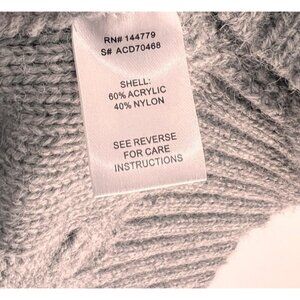 RN# 144779
S# ACD70468
SHELL:
60% ACRYLIC
40% NYLON
SEE REVERSE
FOR CARE
INSTRUCTIONS